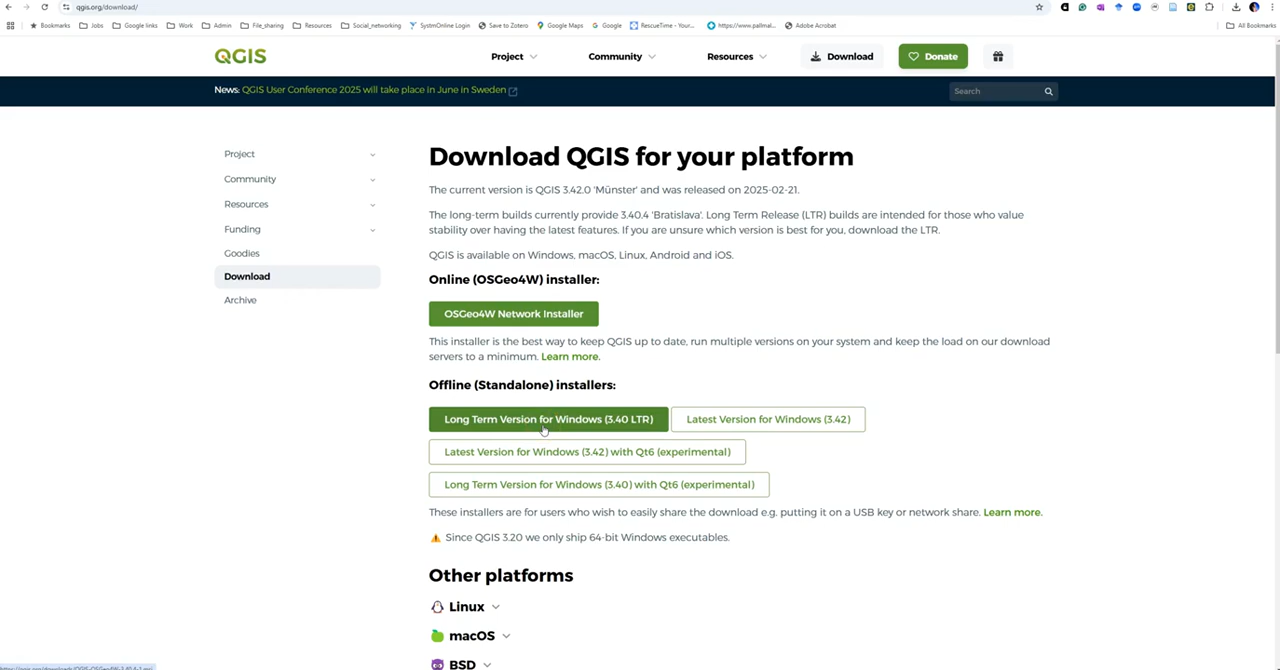 qgis.org/download/
Bookmarks Jobs Google links Work Admin File_sharing Resources Social_networking SystmOnline Login Save to Zotero Google Maps Google RescueTime - Your... https://www.pallmal... Adobe Acrobat All Bookmarks
QGIS Project Community Resources Download Donate
News: QGIS User Conference 2025 will take place in June in Sweden Search
Project
Community
Resources
Funding
Goodies
Download
Archive
Download QGIS for your platform
The current version is QGIS 3.42.0 'Münster' and was released on 2025-02-21.
The long-term builds currently provide 3.40.4 'Bratislava'. Long Term Release (LTR) builds are intended for those who value
stability over having the latest features. If you are unsure which version is best for you, download the LTR.
QGIS is available on Windows, macOS, Linux, Android and iOS.
Online (OSGeo4W) installer:
OSGeo4W Network Installer
This installer is the best way to keep QGIS up to date, run multiple versions on your system and keep the load on our download
servers to a minimum. Learn more.
Offline (Standalone) installers:
Long Term Version for Windows (3.40 LTR) Latest Version for Windows (3.42)
Latest Version for Windows (3.42) with Qt6 (experimental)
Long Term Version for Windows (3.40) with Qt6 (experimental)
These installers are for users who wish to easily share the download e.g. putting it on a USB key or network share. Learn more.
Since QGIS 3.20 we only ship 64-bit Windows executables.
Other platforms
Linux
macOS
BSD